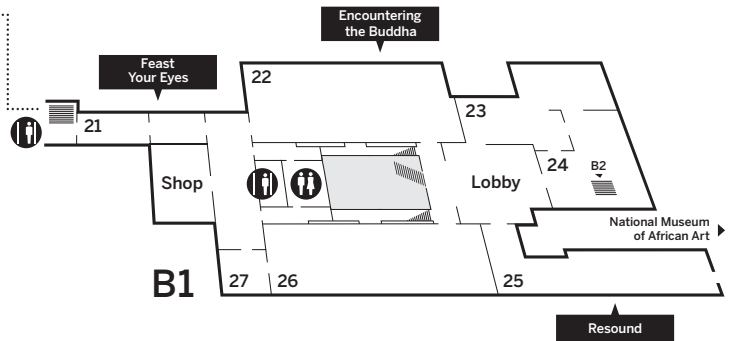 Encountering
the Buddha
Feast
Your Eyes
22
21
23
24
B2
Shop
Lobby
National Museum
of African Art
B1
27
26
25
Resound